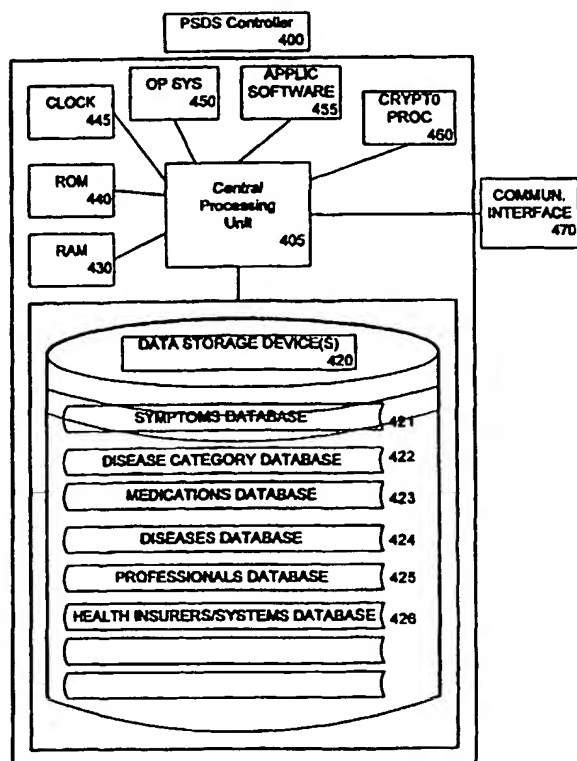 PSDS Controller
400
CLOCK
445
OP SYS
450
APPLIC
SOFTWARE
455
CRYPTO
PROC
460
ROM
440
Central
Processing
Unit
405
COMMUN.
INTERFACE
470
RAM
430
DATA STORAGE DEVICE(S)
420
SYMPTOMS DATABASE 421
DISEASE CATEGORY DATABASE 422
MEDICATIONS DATABASE 423
DISEASES DATABASE 424
PROFESSIONALS DATABASE 425
HEALTH INSURERS/SYSTEMS DATABASE 426